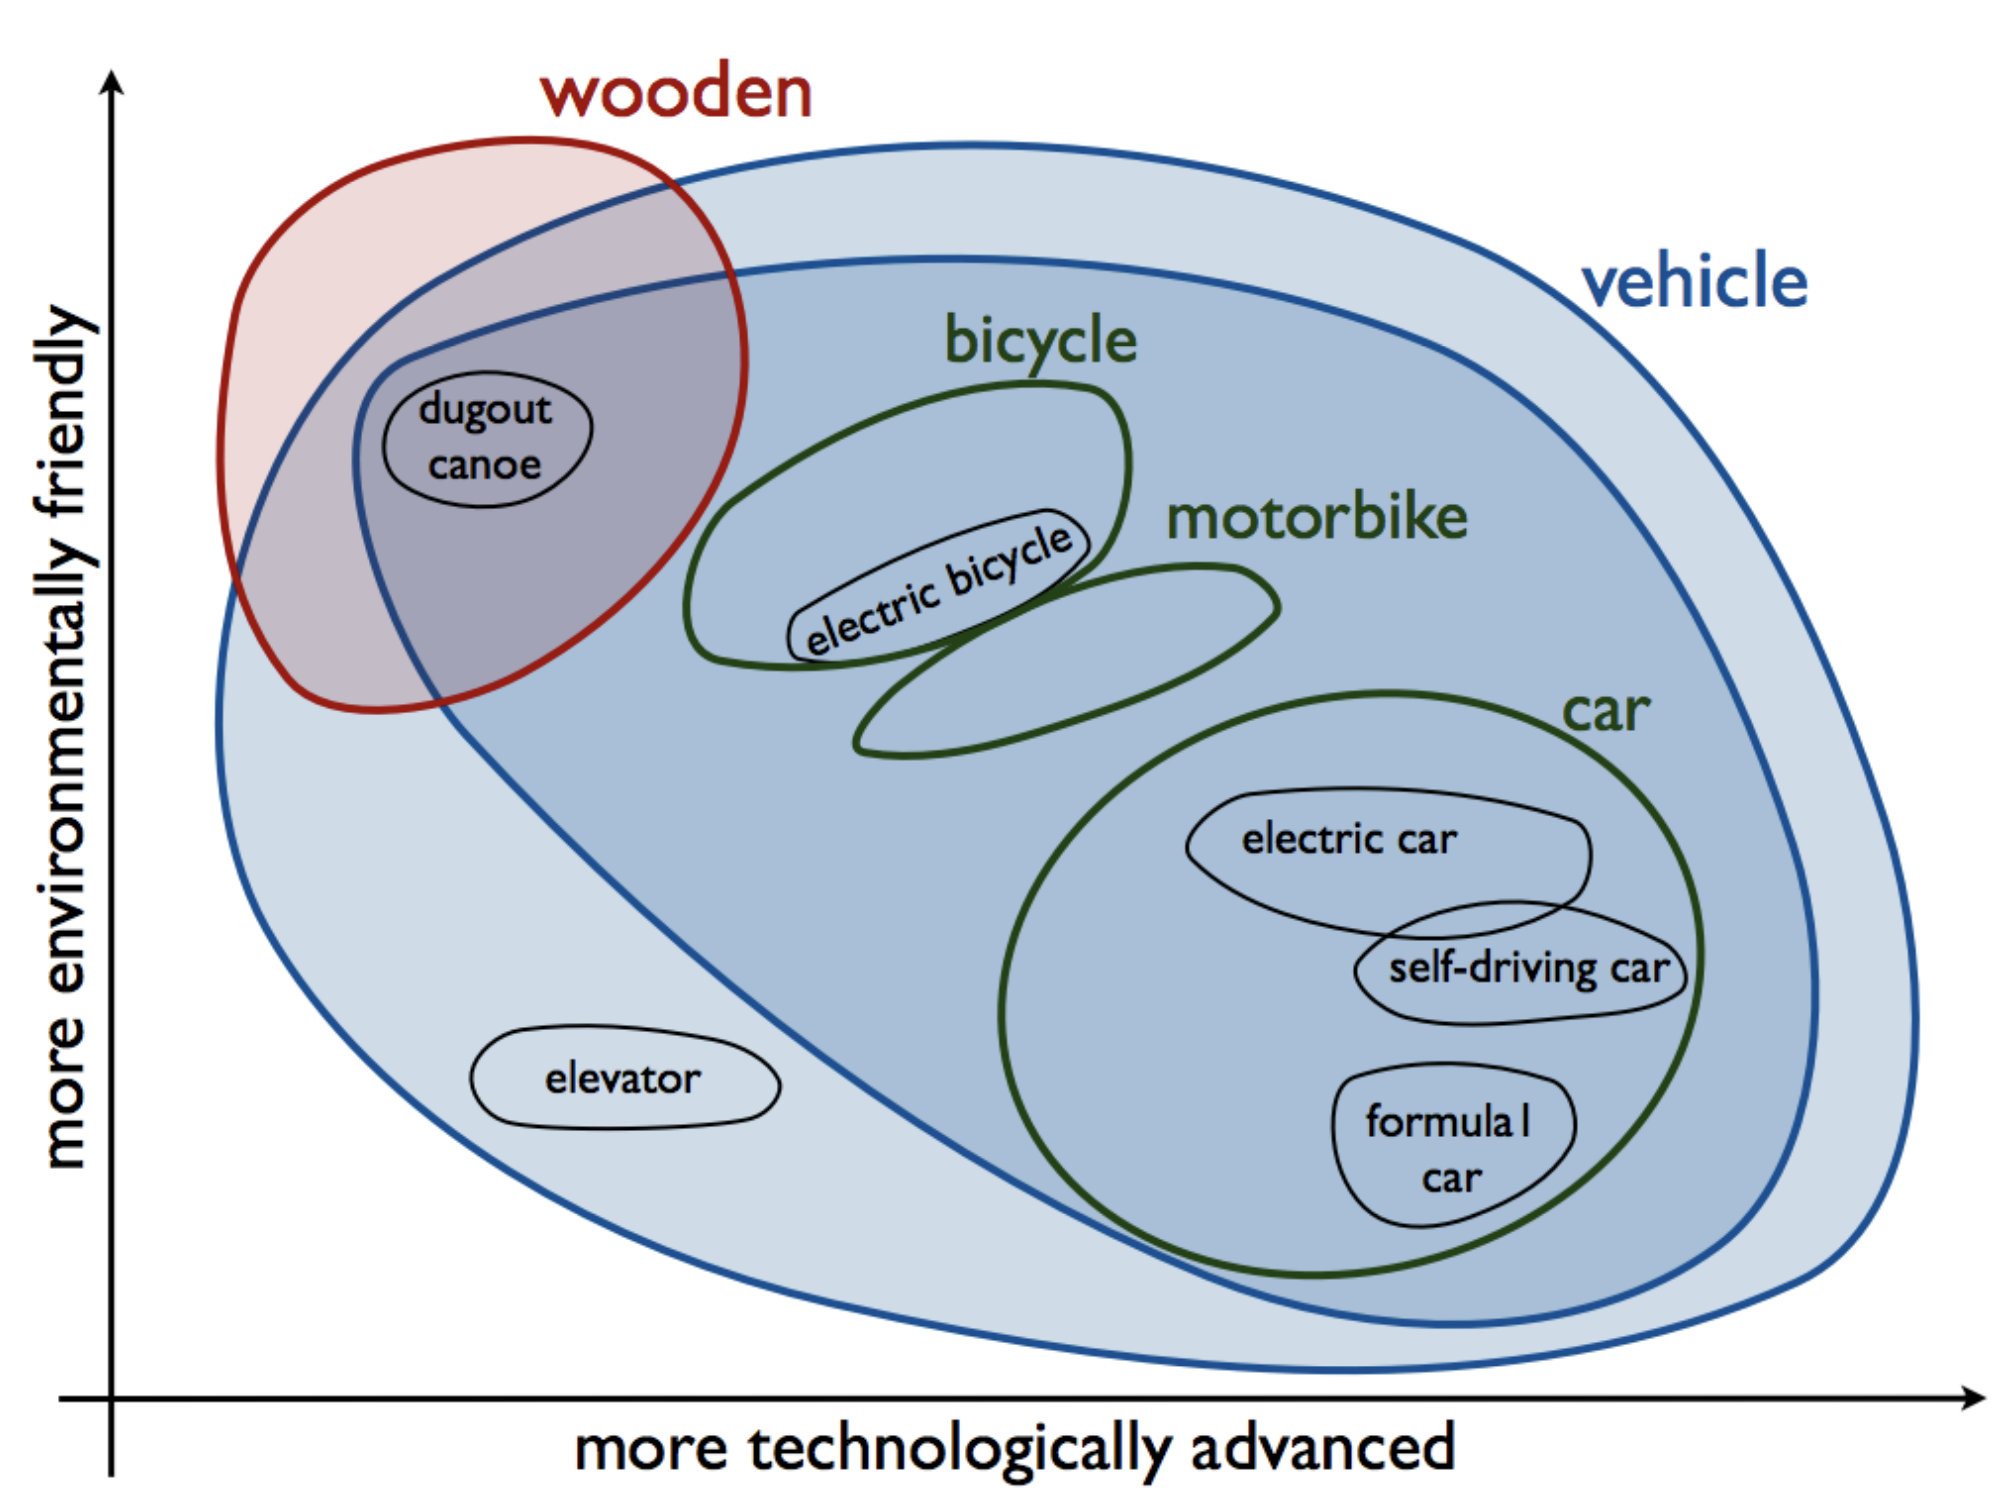 wooden
vehicle
bicycle
dugout
canoe
motorbike
electric bicycle
car
electric car
self-driving car
elevator
formula1
car
more environmentally friendly
more technologically advanced